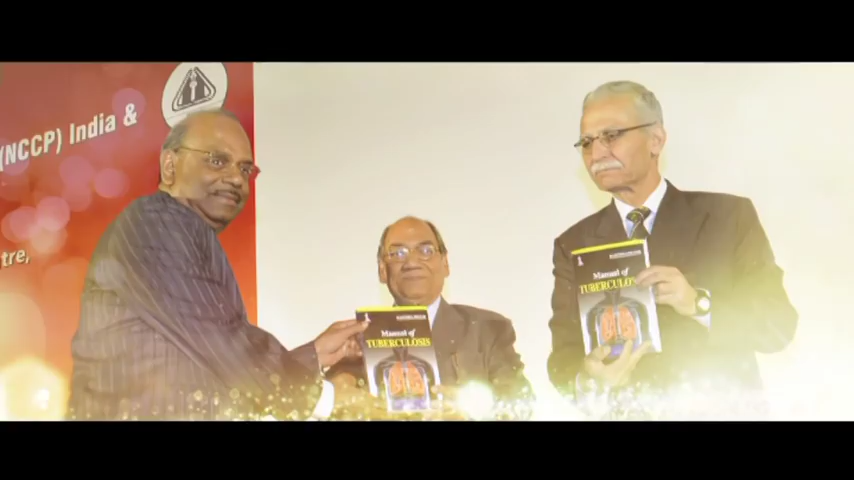 (NCCP) India &
tre,
Manual of
TUBERCULOSIS
Manual of
TUBERCULOSIS